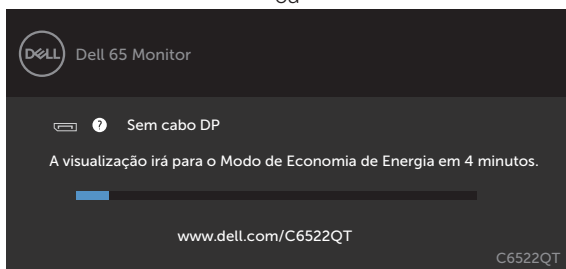 ou
DELL
Dell 65 Monitor
? Sem cabo DP
A visualização irá para o Modo de Economia de Energia em 4 minutos.
www.dell.com/C6522QT
C6522QT